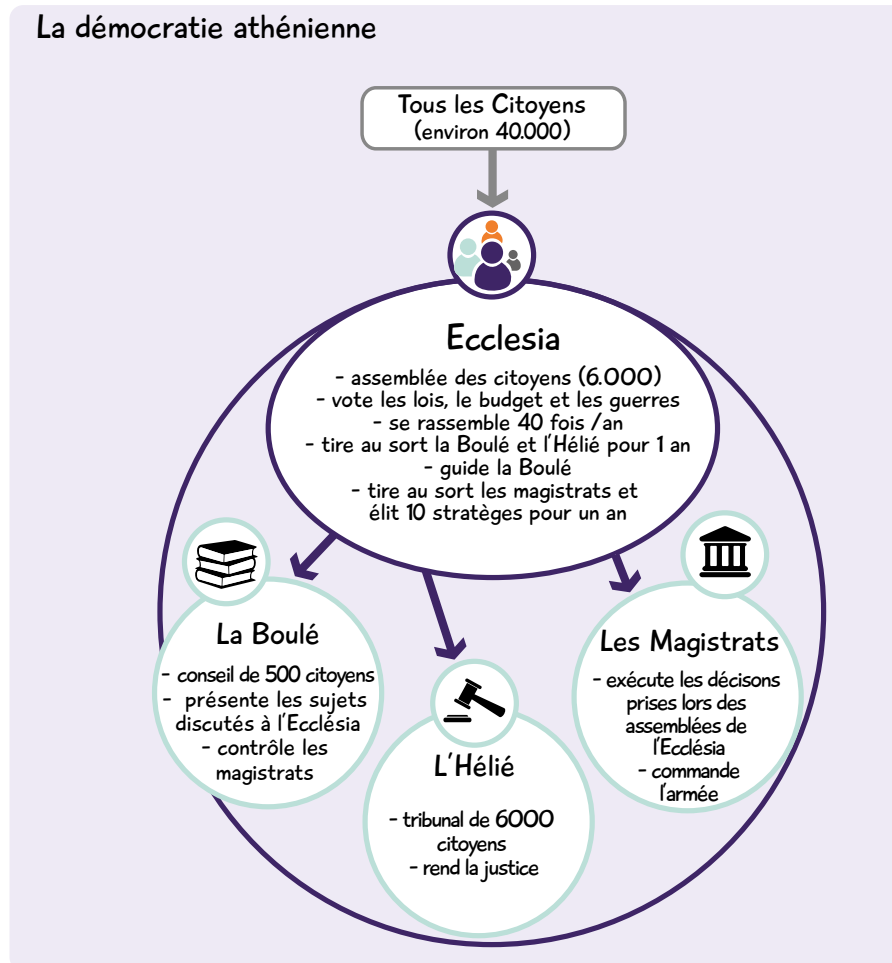 La démocratie athénienne
Tous les Citoyens
(environ 40.000)
Ecclesia
- assemblée des citoyens (6.000)
- vote les lois, le budget et les guerres
- se rassemble 40 fois /an
- tire au sort la Boulé et l'Hélié pour 1 an
- guide la Boulé
- tire au sort les magistrats et
élit 10 stratèges pour un an
La Boulé
- conseil de 500 citoyens
- présente les sujets
discutés à l'Ecclésia
- contrôle les
magistrats
L'Hélié
- tribunal de 6000
citoyens
- rend la justice
Les Magistrats
- exécute les décisons
prises lors des
assemblées de
l'Ecclésia
- commande
l'armée